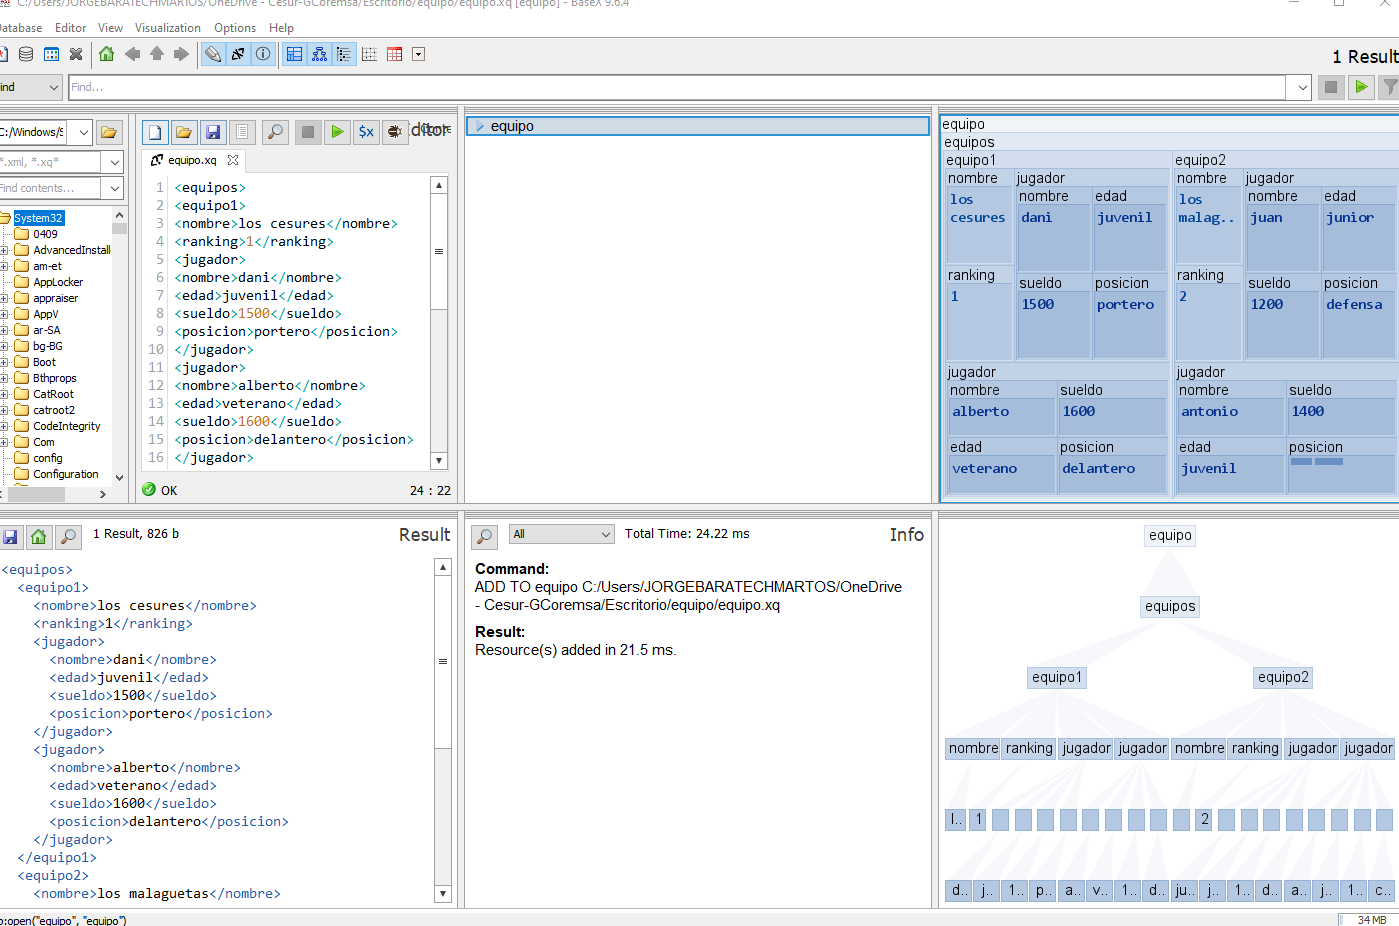 C:/Users/JORGEBARATECHMARTOS/OneDrive - Cesur-GCoremsa/Escritorio/equipo/equipo.xq [equipo] - BaseX 9.6.4
Database Editor View Visualization Options Help
1 Result
Find...
C:/Windows/S
*.xml, *.xq*
Find contents...
System32
0409
AdvancedInstall
am-et
AppLocker
appraiser
AppV
ar-SA
bg-BG
Boot
Bthprops
CatRoot
catroot2
CodeIntegrity
Com
config
Configuration
$x
Editor
equipo.xq
1 <equipos>
2 <equipo1>
3 <nombre>los cesures</nombre>
4 <ranking>1</ranking>
5 <jugador>
6 <nombre>dani</nombre>
7 <edad>juvenil</edad>
8 <sueldo>1500</sueldo>
9 <posicion>portero</posicion>
10 </jugador>
11 <jugador>
12 <nombre>alberto</nombre>
13 <edad>veterano</edad>
14 <sueldo>1600</sueldo>
15 <posicion>delantero</posicion>
16 </jugador>
OK 24 : 22
equipo
equipo
equipos
equipo1 equipo2
nombre jugador nombre jugador
nombre edad nombre edad
los cesures dani juvenil los malag.. juan junior
ranking sueldo posicion ranking sueldo posicion
1 1500 portero 2 1200 defensa
jugador jugador
nombre sueldo nombre sueldo
alberto 1600 antonio 1400
edad posicion edad posicion
veterano delantero juvenil
1 Result, 826 b Result
<equipos>
<equipo1>
<nombre>los cesures</nombre>
<ranking>1</ranking>
<jugador>
<nombre>dani</nombre>
<edad>juvenil</edad>
<sueldo>1500</sueldo>
<posicion>portero</posicion>
</jugador>
<jugador>
<nombre>alberto</nombre>
<edad>veterano</edad>
<sueldo>1600</sueldo>
<posicion>delantero</posicion>
</jugador>
</equipo1>
<equipo2>
<nombre>los malaguetas</nombre>
All Total Time: 24.22 ms Info
Command:
ADD TO equipo C:/Users/JORGEBARATECHMARTOS/OneDrive
- Cesur-GCoremsa/Escritorio/equipo/equipo.xq
Result:
Resource(s) added in 21.5 ms.
equipo
equipos
equipo1 equipo2
nombre ranking jugador jugador nombre ranking jugador jugador
l.. 1 2
d.. j.. 1.. p.. a.. v.. 1.. d.. ju.. j.. 1.. d.. a.. j.. 1.. c..
:open("equipo", "equipo") 34 MB